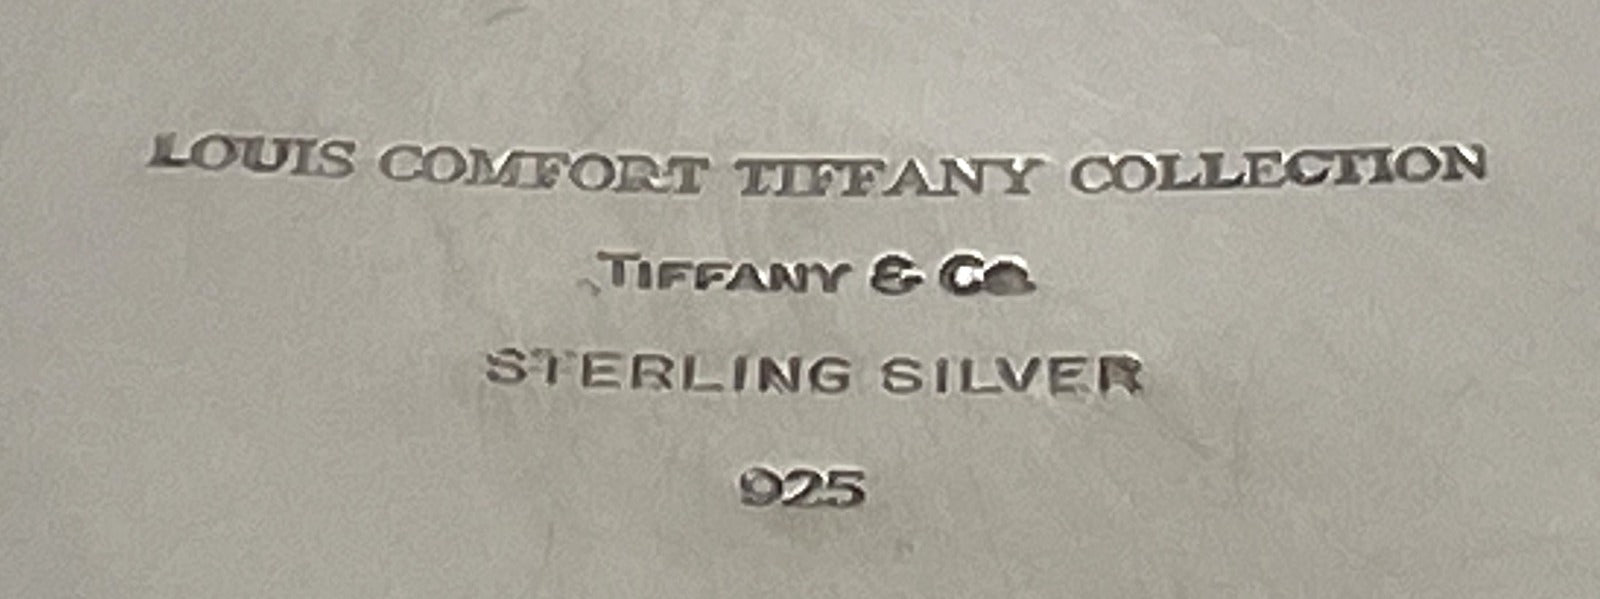 LOUIS COMFORT TIFFANY COLLECTION
TIFFANY & CO
STERLING SILVER
925